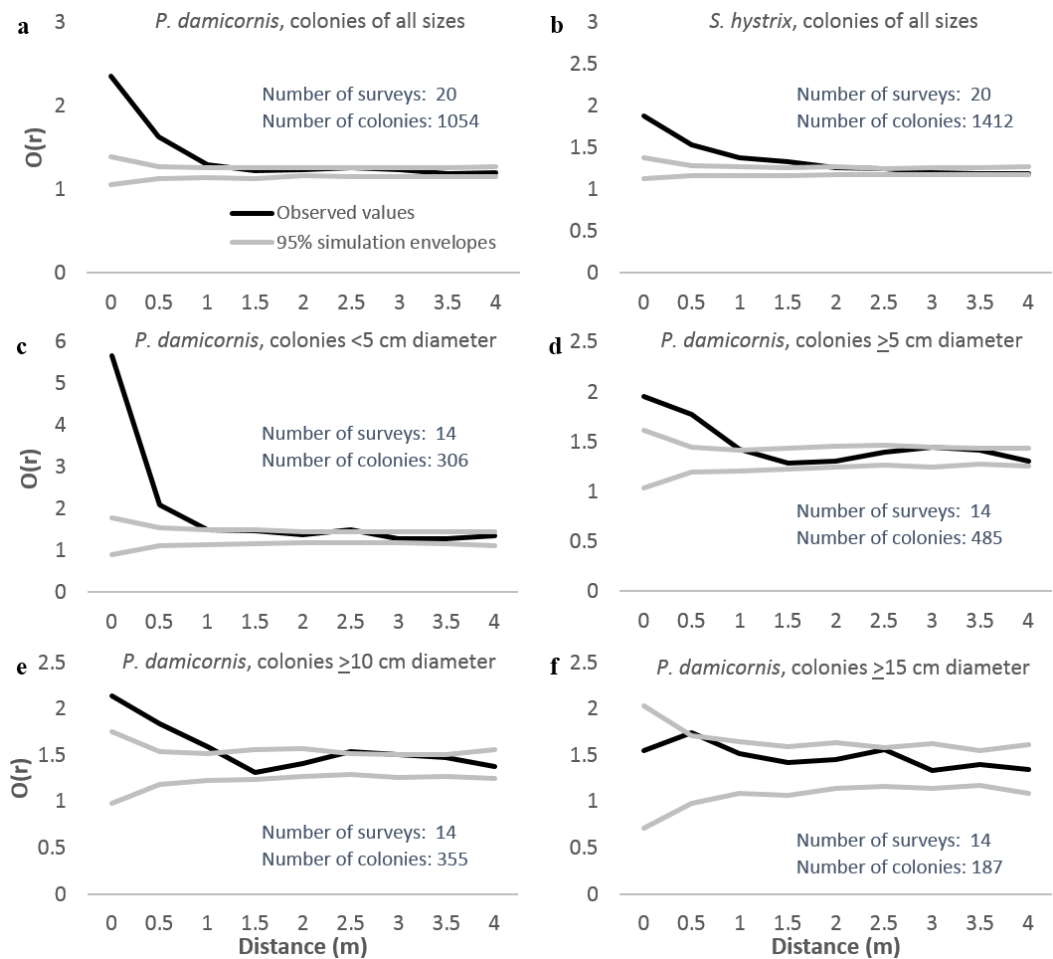 a
P. damicornis, colonies of all sizes
3
2
1
0
O(r)
Number of surveys: 20
Number of colonies: 1054
Observed values
95% simulation envelopes
0 0.5 1 1.5 2 2.5 3 3.5 4
b
S. hystrix, colonies of all sizes
3
2.5
2
1.5
1
0.5
0
Number of surveys: 20
Number of colonies: 1412
0 0.5 1 1.5 2 2.5 3 3.5 4
c
P. damicornis, colonies <5 cm diameter
6
5
4
3
2
1
0
O(r)
Number of surveys: 14
Number of colonies: 306
0 0.5 1 1.5 2 2.5 3 3.5 4
d
P. damicornis, colonies ≥5 cm diameter
2.5
2
1.5
1
0.5
0
Number of surveys: 14
Number of colonies: 485
0 0.5 1 1.5 2 2.5 3 3.5 4
e
P. damicornis, colonies ≥10 cm diameter
2.5
2
1.5
1
0.5
0
O(r)
Number of surveys: 14
Number of colonies: 355
0 0.5 1 1.5 2 2.5 3 3.5 4
Distance (m)
f
P. damicornis, colonies ≥15 cm diameter
2.5
2
1.5
1
0.5
0
Number of surveys: 14
Number of colonies: 187
0 0.5 1 1.5 2 2.5 3 3.5 4
Distance (m)